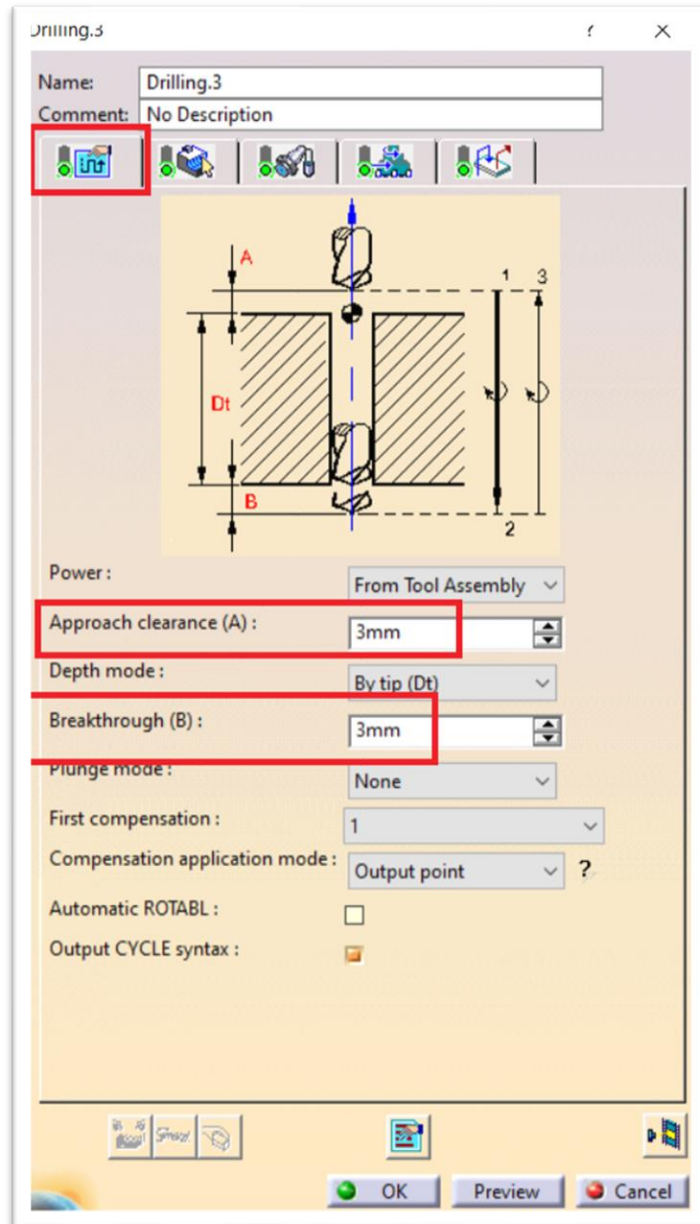 Drilling.3 ? X
Name: Drilling.3
Comment: No Description
A
1 3
Dt
B
2
Power : From Tool Assembly
Approach clearance (A) : 3mm
Depth mode : By tip (Dt)
Breakthrough (B) : 3mm
Plunge mode : None
First compensation : 1
Compensation application mode : Output point ?
Automatic ROTABL :
Output CYCLE syntax :
OK Preview Cancel